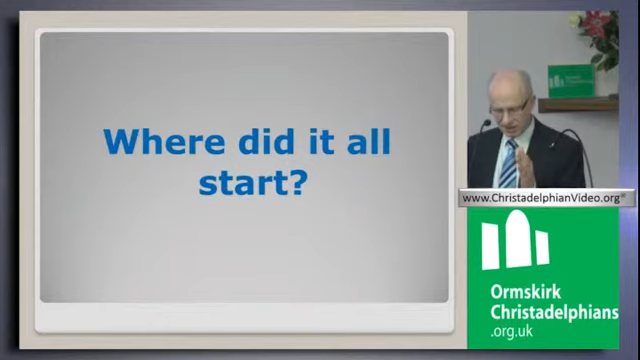 Where did it all
start?
www.ChristadelphianVideo.org®
Ormskirk
Christadelphians
.org.uk